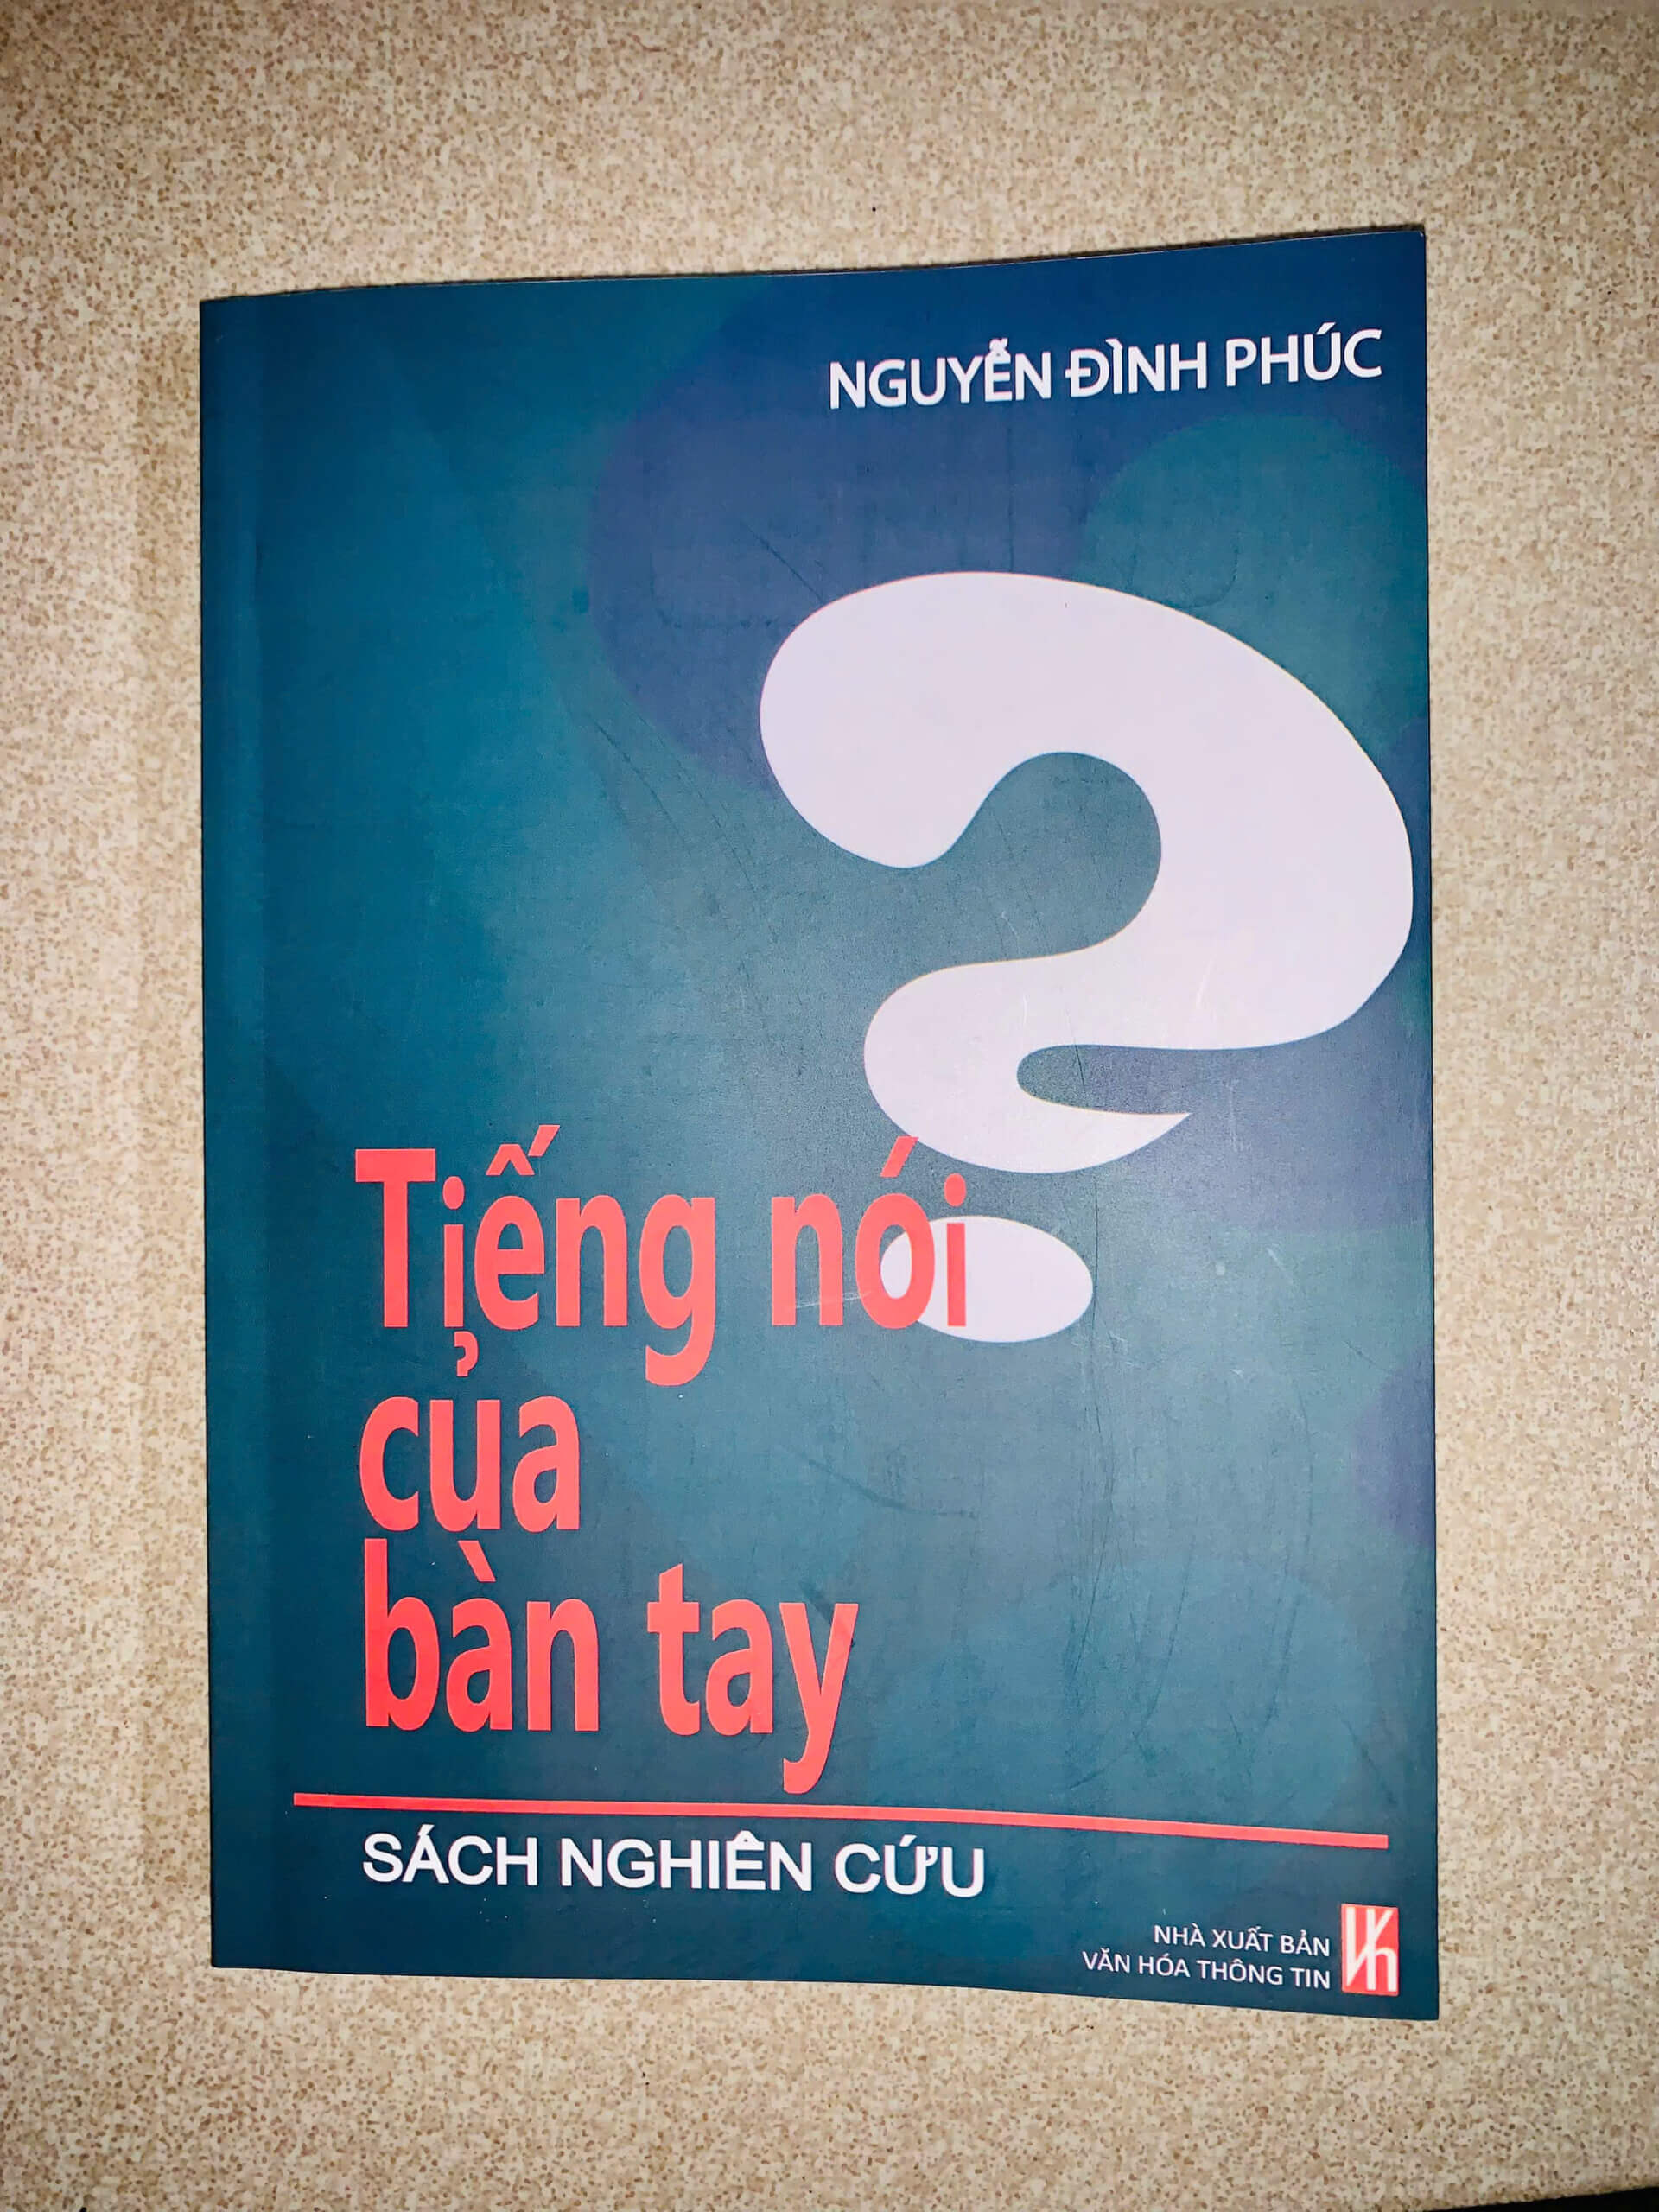 NGUYỄN ĐÌNH PHÚC
Tiếng nói
của
bàn tay
SÁCH NGHIÊN CỨU
NHÀ XUẤT BẢN
VĂN HÓA THÔNG TIN